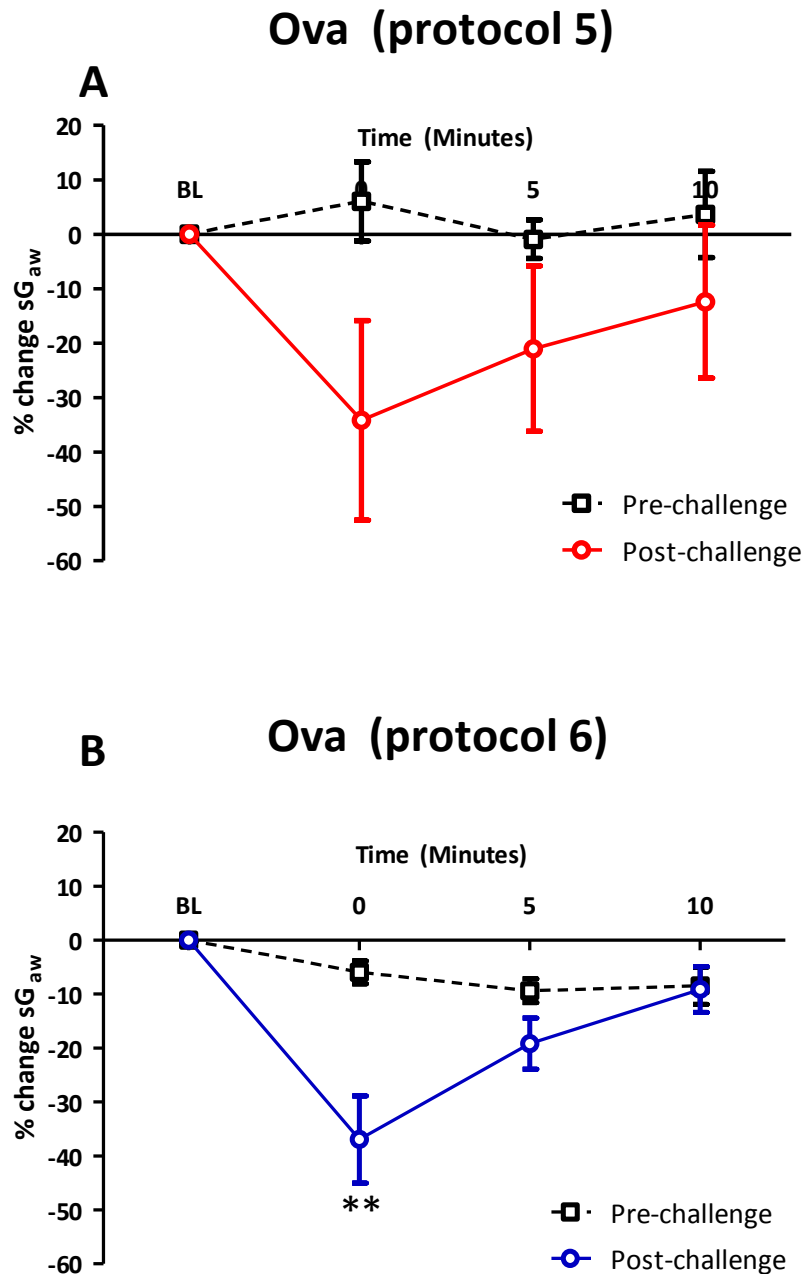 Ova (protocol 5)
A
20
10
0
-10
-20
-30
-40
-50
-60
% change sGaw
Time (Minutes)
BL 0 5 10
Pre-challenge
Post-challenge
Ova (protocol 6)
B
20
10
0
-10
-20
-30
-40
-50
-60
% change sGaw
Time (Minutes)
BL 0 5 10
**
Pre-challenge
Post-challenge